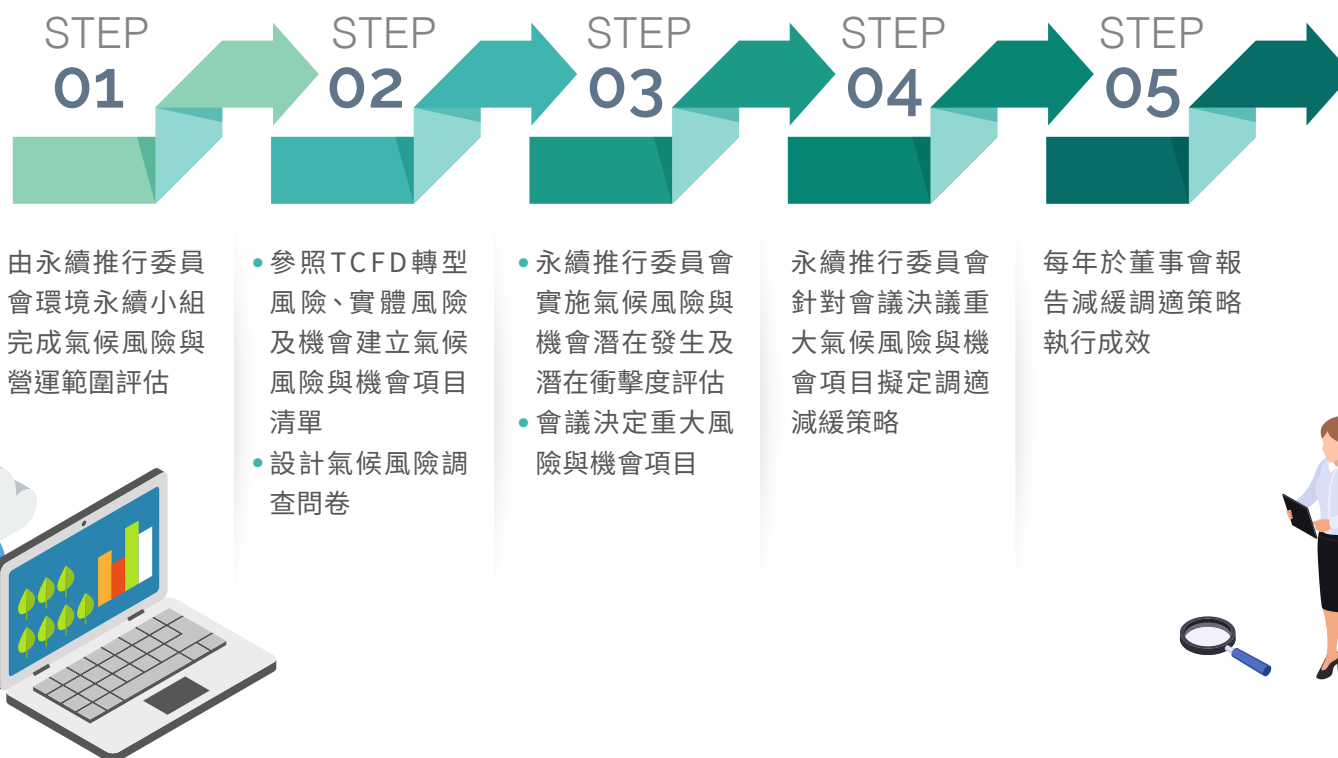 STEP
01
由永續推行委員
會環境永續小組
完成氣候風險與
營運範圍評估
STEP
02
•參照TCFD轉型
風險、實體風險
及機會建立氣候
風險與機會項目
清單
•設計氣候風險調
查問卷
STEP
03
•永續推行委員會
實施氣候風險與
機會潛在發生及
潛在衝擊度評估
•會議決定重大風
險與機會項目
STEP
04
永續推行委員會
針對會議決議重
大氣候風險與機
會項目擬定調適
減緩策略
STEP
05
每年於董事會報
告減緩調適策略
執行成效